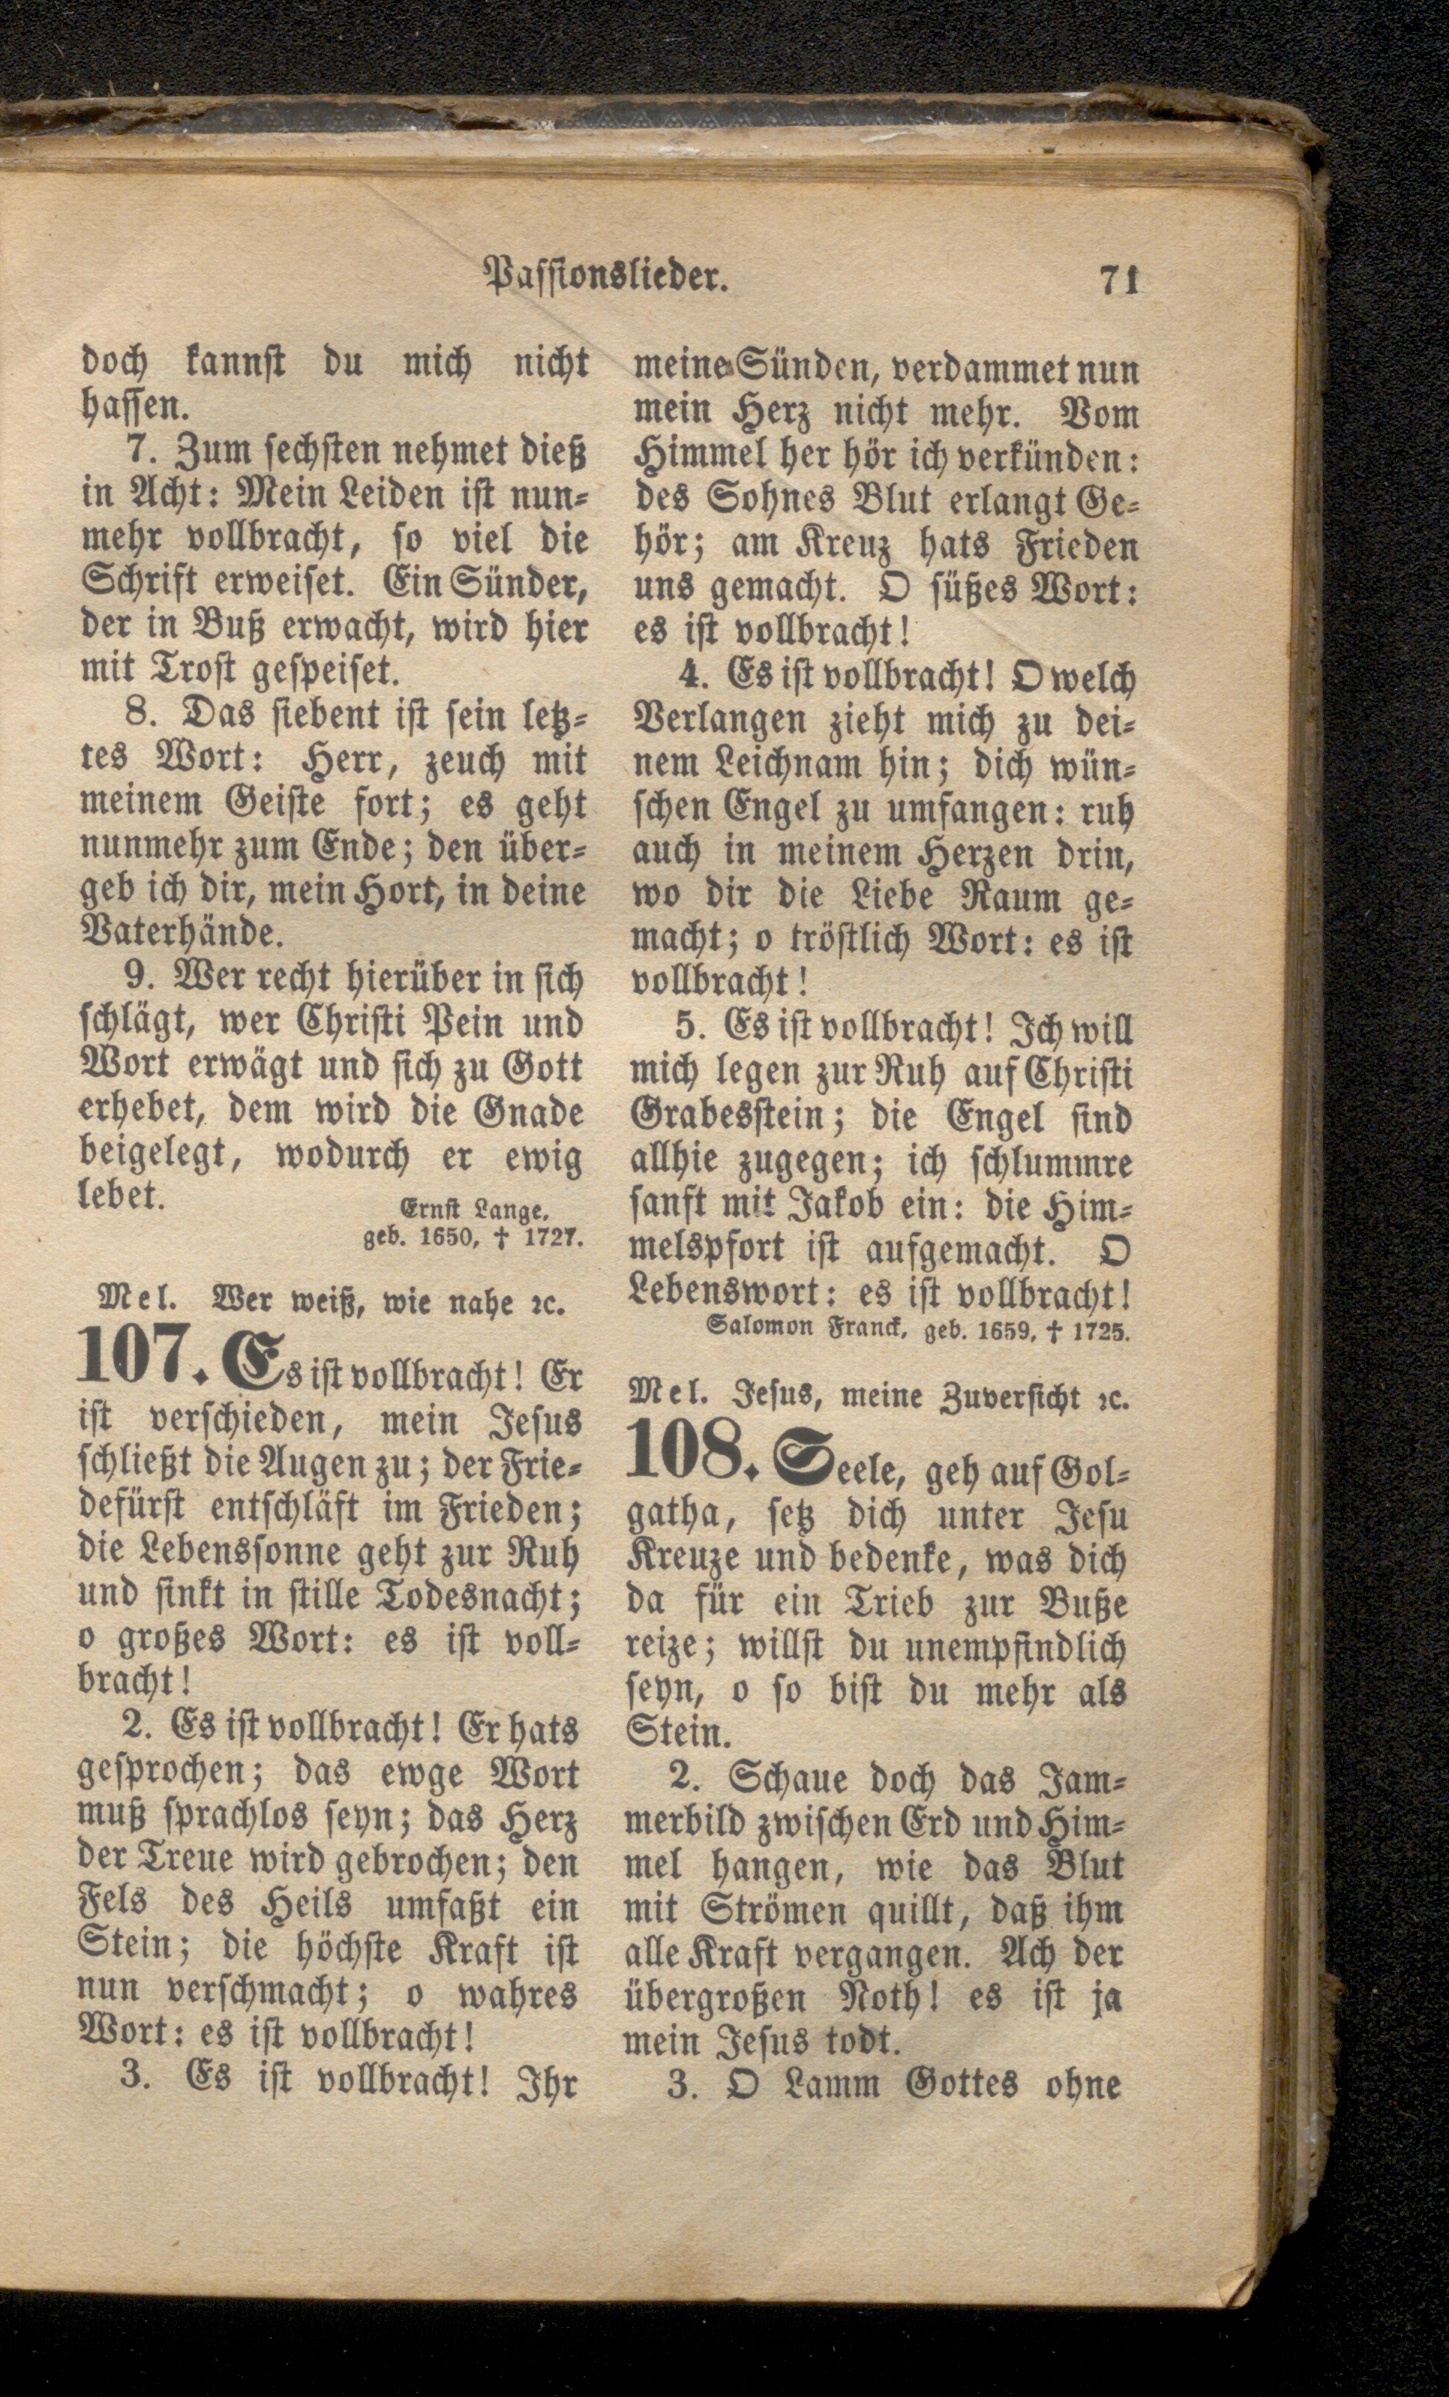 Passionslieder. 71
doch kannst du mich nicht
hassen.
7. Zum sechsten nehmet dieß
in Acht: Mein Leiden ist nun-
mehr vollbracht, so viel die
Schrift erweiset. Ein Sünder,
der in Buß erwacht, wird hier
mit Trost gespeiset.
8. Das siebent ist sein letz-
tes Wort: Herr, zeuch mit
meinem Geiste fort; es geht
nunmehr zum Ende; den über-
geb ich dir, mein Hort, in deine
Vaterhände.
9. Wer recht hierüber in sich
schlägt, wer Christi Pein und
Wort erwägt und sich zu Gott
erhebet, dem wird die Gnade
beigelegt, wodurch er ewig
lebet.
Ernst Lange,
geb. 1650, † 1727.
Mel. Wer weiß, wie nahe ꝛc.
107. Es ist vollbracht! Er
ist verschieden, mein Jesus
schließt die Augen zu; der Frie-
defürst entschläft im Frieden;
die Lebenssonne geht zur Ruh
und sinkt in stille Todesnacht;
o großes Wort: es ist voll-
bracht!
2. Es ist vollbracht! Er hats
gesprochen; das ewge Wort
muß sprachlos seyn; das Herz
der Treue wird gebrochen; den
Fels des Heils umfaßt ein
Stein; die höchste Kraft ist
nun verschmacht; o wahres
Wort: es ist vollbracht!
3. Es ist vollbracht! Ihr
meine Sünden, verdammet nun
mein Herz nicht mehr. Vom
Himmel her hör ich verkünden:
des Sohnes Blut erlangt Ge-
hör; am Kreuz hats Frieden
uns gemacht. O süßes Wort:
es ist vollbracht!
4. Es ist vollbracht! O welch
Verlangen zieht mich zu dei-
nem Leichnam hin; dich wün-
schen Engel zu umfangen: ruh
auch in meinem Herzen drin,
wo dir die Liebe Raum ge-
macht; o tröstlich Wort: es ist
vollbracht!
5. Es ist vollbracht! Ich will
mich legen zur Ruh auf Christi
Grabesstein; die Engel sind
allhie zugegen; ich schlummre
sanft mit Jakob ein: die Him-
melspfort ist aufgemacht. O
Lebenswort: es ist vollbracht!
Salomon Franck, geb. 1659, † 1725.
Mel. Jesus, meine Zuversicht ꝛc.
108. Seele, geh auf Gol-
gatha, setz dich unter Jesu
Kreuze und bedenke, was dich
da für ein Trieb zur Buße
reize; willst du unempfindlich
seyn, o so bist du mehr als
Stein.
2. Schaue doch das Jam-
merbild zwischen Erd und Him-
mel hangen, wie das Blut
mit Strömen quillt, daß ihm
alle Kraft vergangen. Ach der
übergroßen Noth! es ist ja
mein Jesus todt.
3. O Lamm Gottes ohne